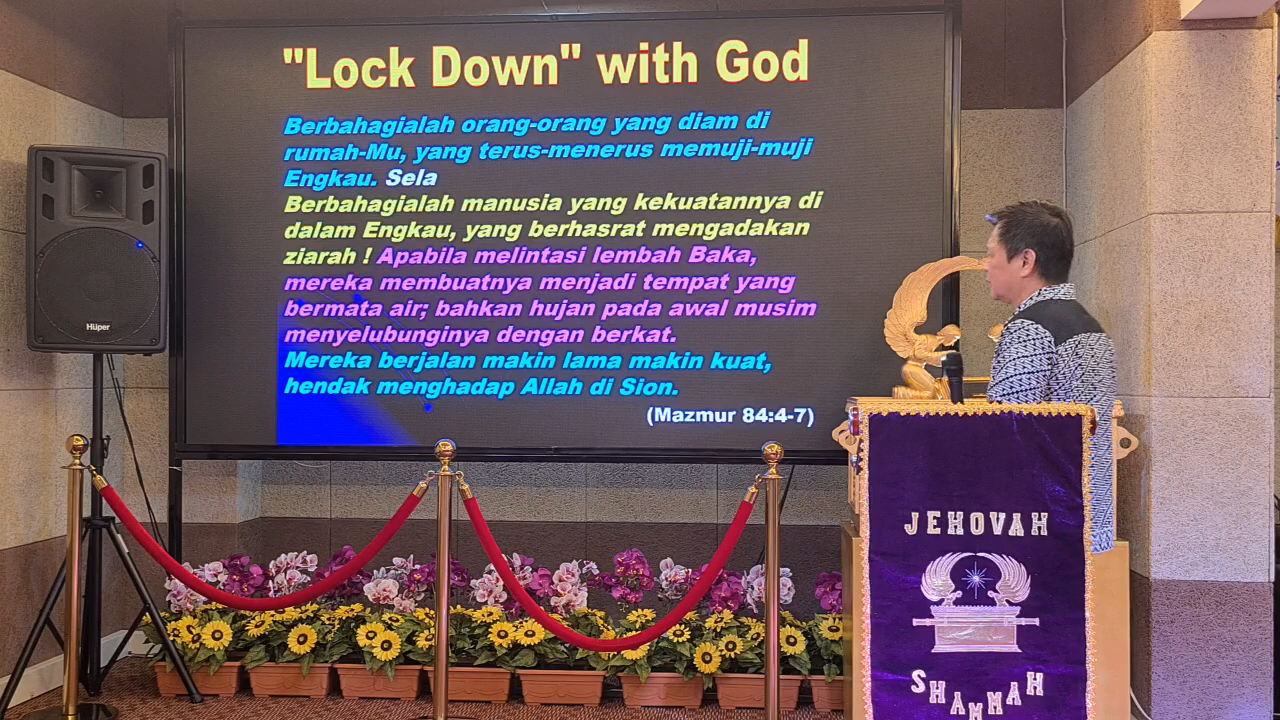 "Lock Down" with God
Berbahagialah orang-orang yang diam di
rumah-Mu, yang terus-menerus memuji-muji
Engkau. Sela
Berbahagialah manusia yang kekuatannya di
dalam Engkau, yang berhasrat mengadakan
ziarah ! Apabila melintasi lembah Baka,
mereka membuatnya menjadi tempat yang
bermata air; bahkan hujan pada awal musim
menyelubunginya dengan berkat.
Mereka berjalan makin lama makin kuat,
hendak menghadap Allah di Sion.
(Mazmur 84:4-7)
Hüper
JEHOVAH
SHAMMAH